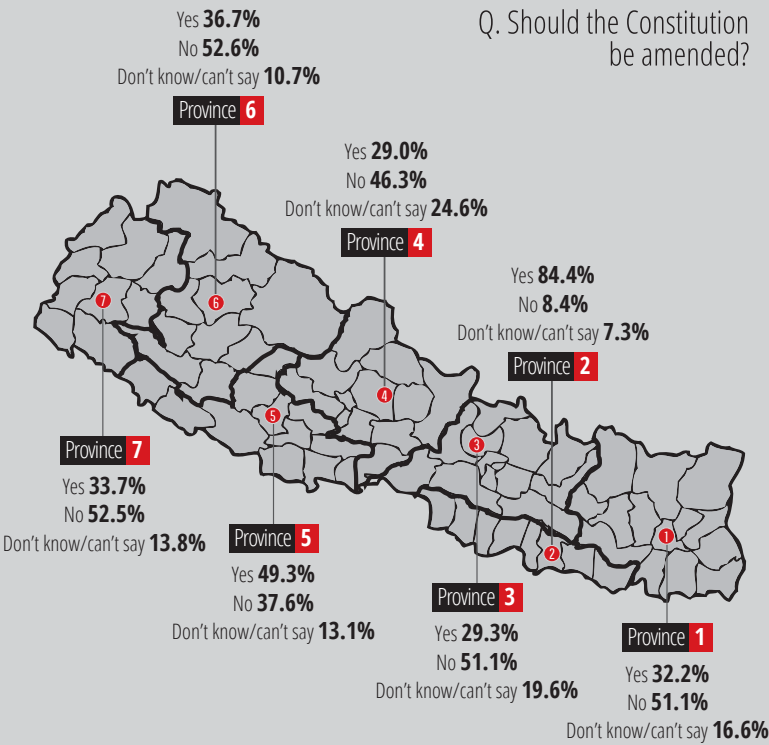 Q. Should the Constitution
be amended?
Yes 36.7%
No 52.6%
Don't know/can't say 10.7%
Province 6
Yes 29.0%
No 46.3%
Don't know/can't say 24.6%
Province 4
Yes 84.4%
No 8.4%
Don't know/can't say 7.3%
Province 2
7
6
4
5
3
1
2
Province 7
Yes 33.7%
No 52.5%
Don't know/can't say 13.8%
Province 5
Yes 49.3%
No 37.6%
Don't know/can't say 13.1%
Province 3
Yes 29.3%
No 51.1%
Don't know/can't say 19.6%
Province 1
Yes 32.2%
No 51.1%
Don't know/can't say 16.6%